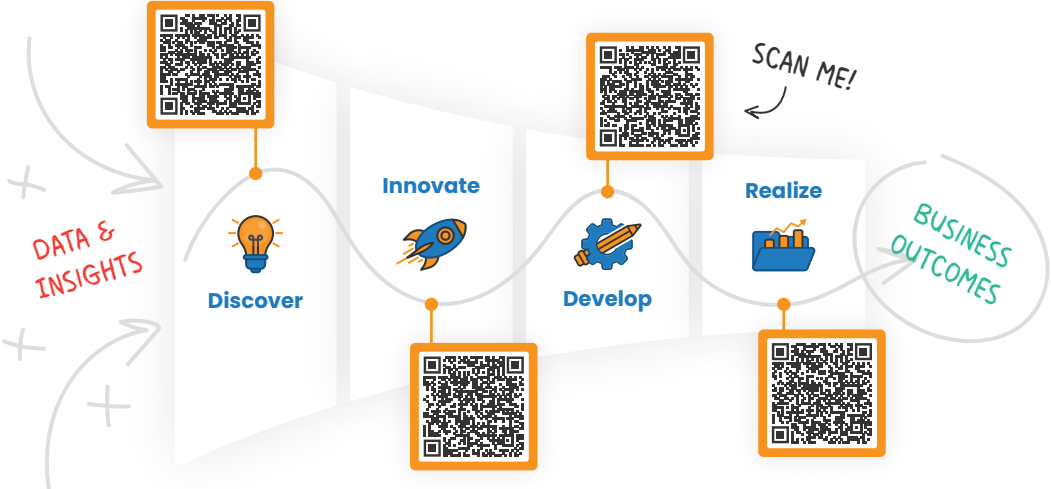 SCAN ME!
DATA &
INSIGHTS
Discover
Innovate
Develop
Realize
BUSINESS
OUTCOMES